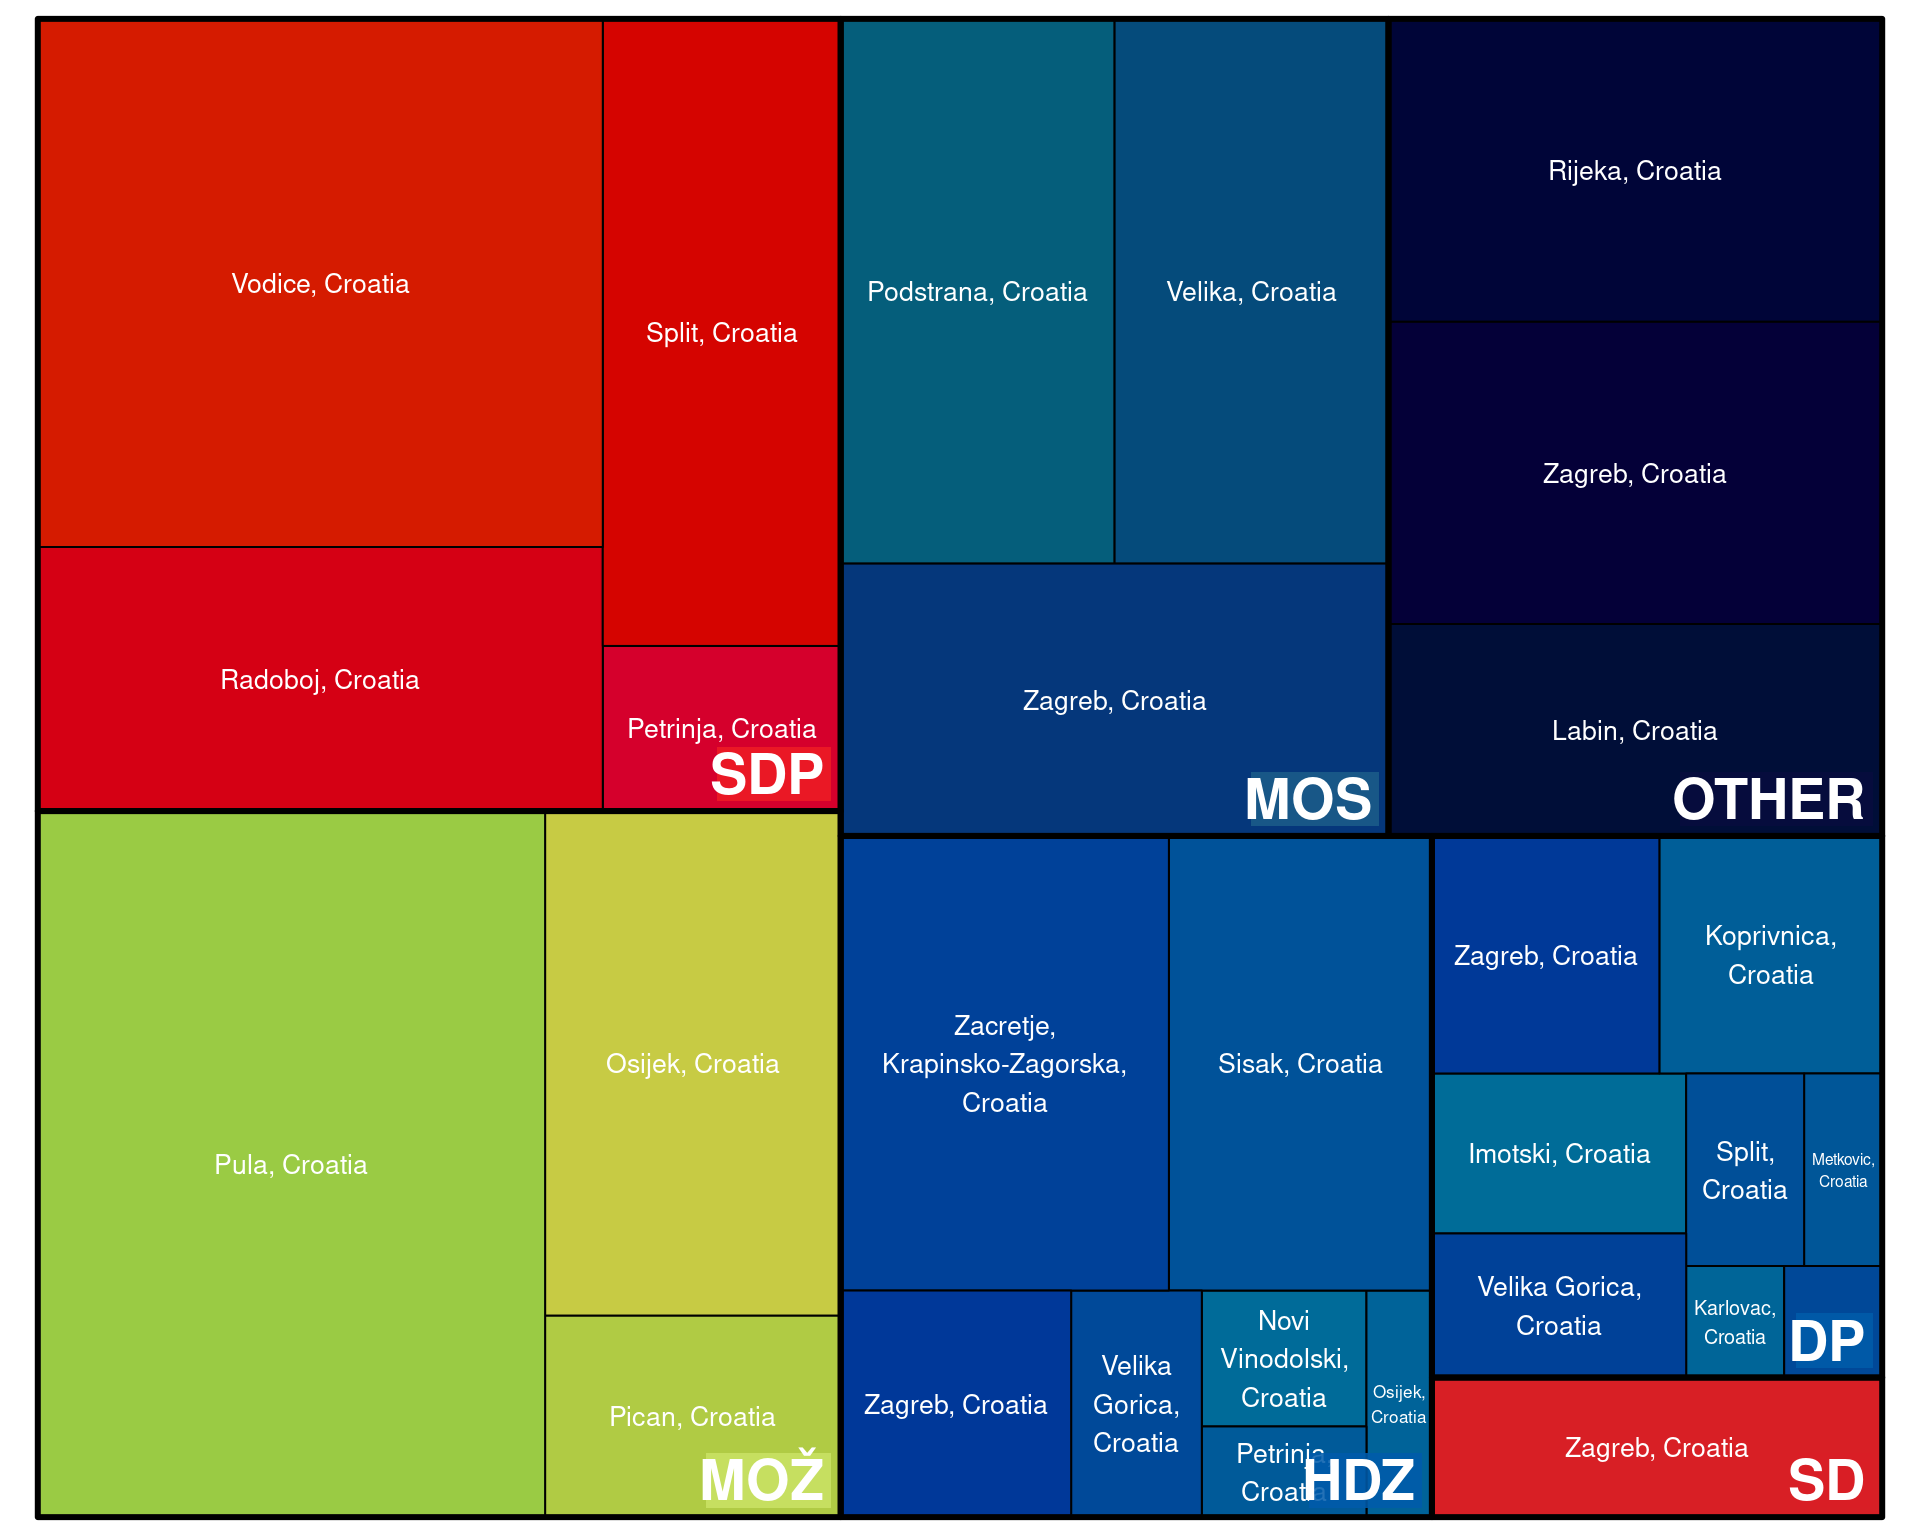 Vodice, Croatia
Split, Croatia
Radoboj, Croatia
Petrinja, Croatia
SDP
Podstrana, Croatia
Velika, Croatia
Zagreb, Croatia
MOS
Rijeka, Croatia
Zagreb, Croatia
Labin, Croatia
OTHER
Pula, Croatia
Osijek, Croatia
Pican, Croatia
MOŽ
Zacretje,
Krapinsko-Zagorska,
Croatia
Sisak, Croatia
Zagreb, Croatia
Velika
Gorica,
Croatia
Novi
Vinodolski,
Croatia
Petrinja,
Croatia
Osijek,
Croatia
HDZ
Zagreb, Croatia
Koprivnica,
Croatia
Imotski, Croatia
Split,
Croatia
Metkovic,
Croatia
Velika Gorica,
Croatia
Karlovac,
Croatia
DP
Zagreb, Croatia
SD